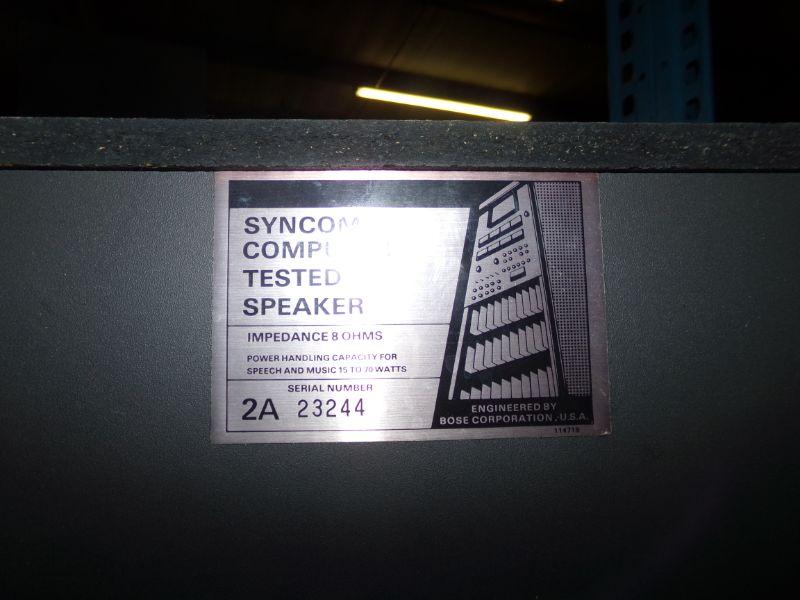 SYNCOM
COMPU
TESTED
SPEAKER
IMPEDANCE 8 OHMS
POWER HANDLING CAPACITY FOR
SPEECH AND MUSIC 15 TO 70 WATTS
SERIAL NUMBER
2A 23244
ENGINEERED BY
BOSE CORPORATION, U.S.A.
114719